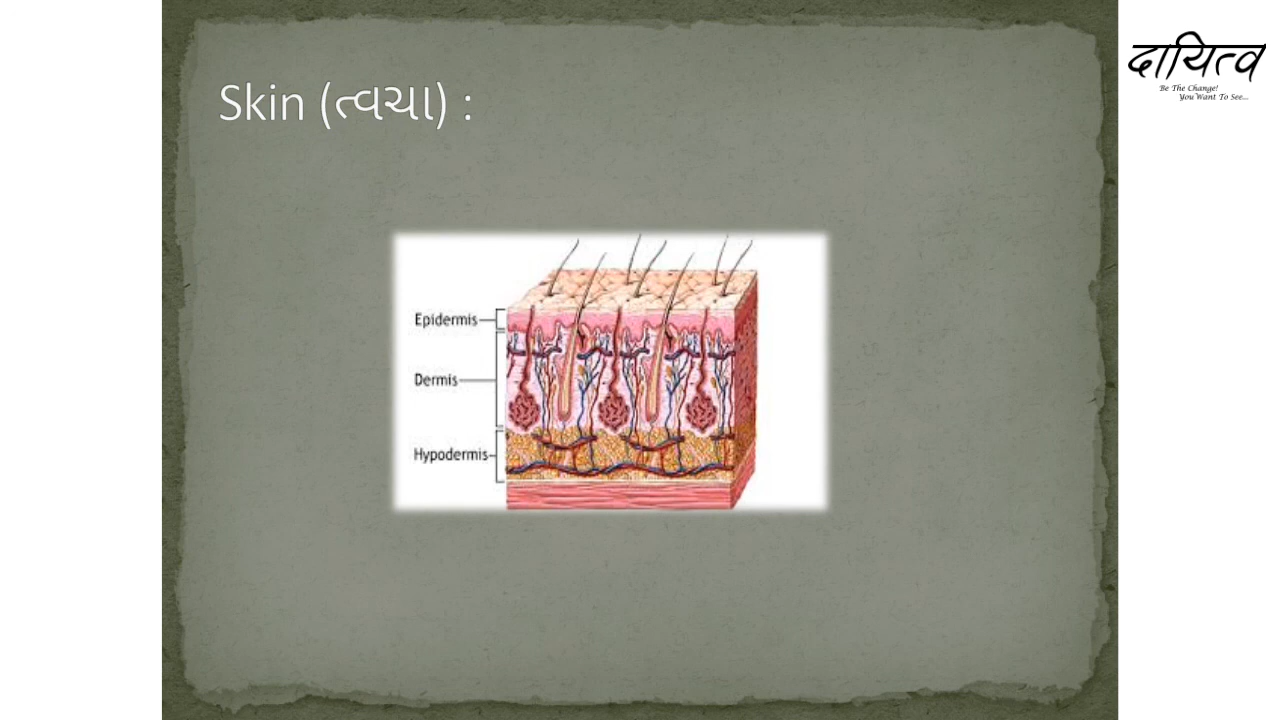 Skin (ત્વચા) :
दायित्व
Be The Change!
You Want To See...
Epidermis
Dermis
Hypodermis